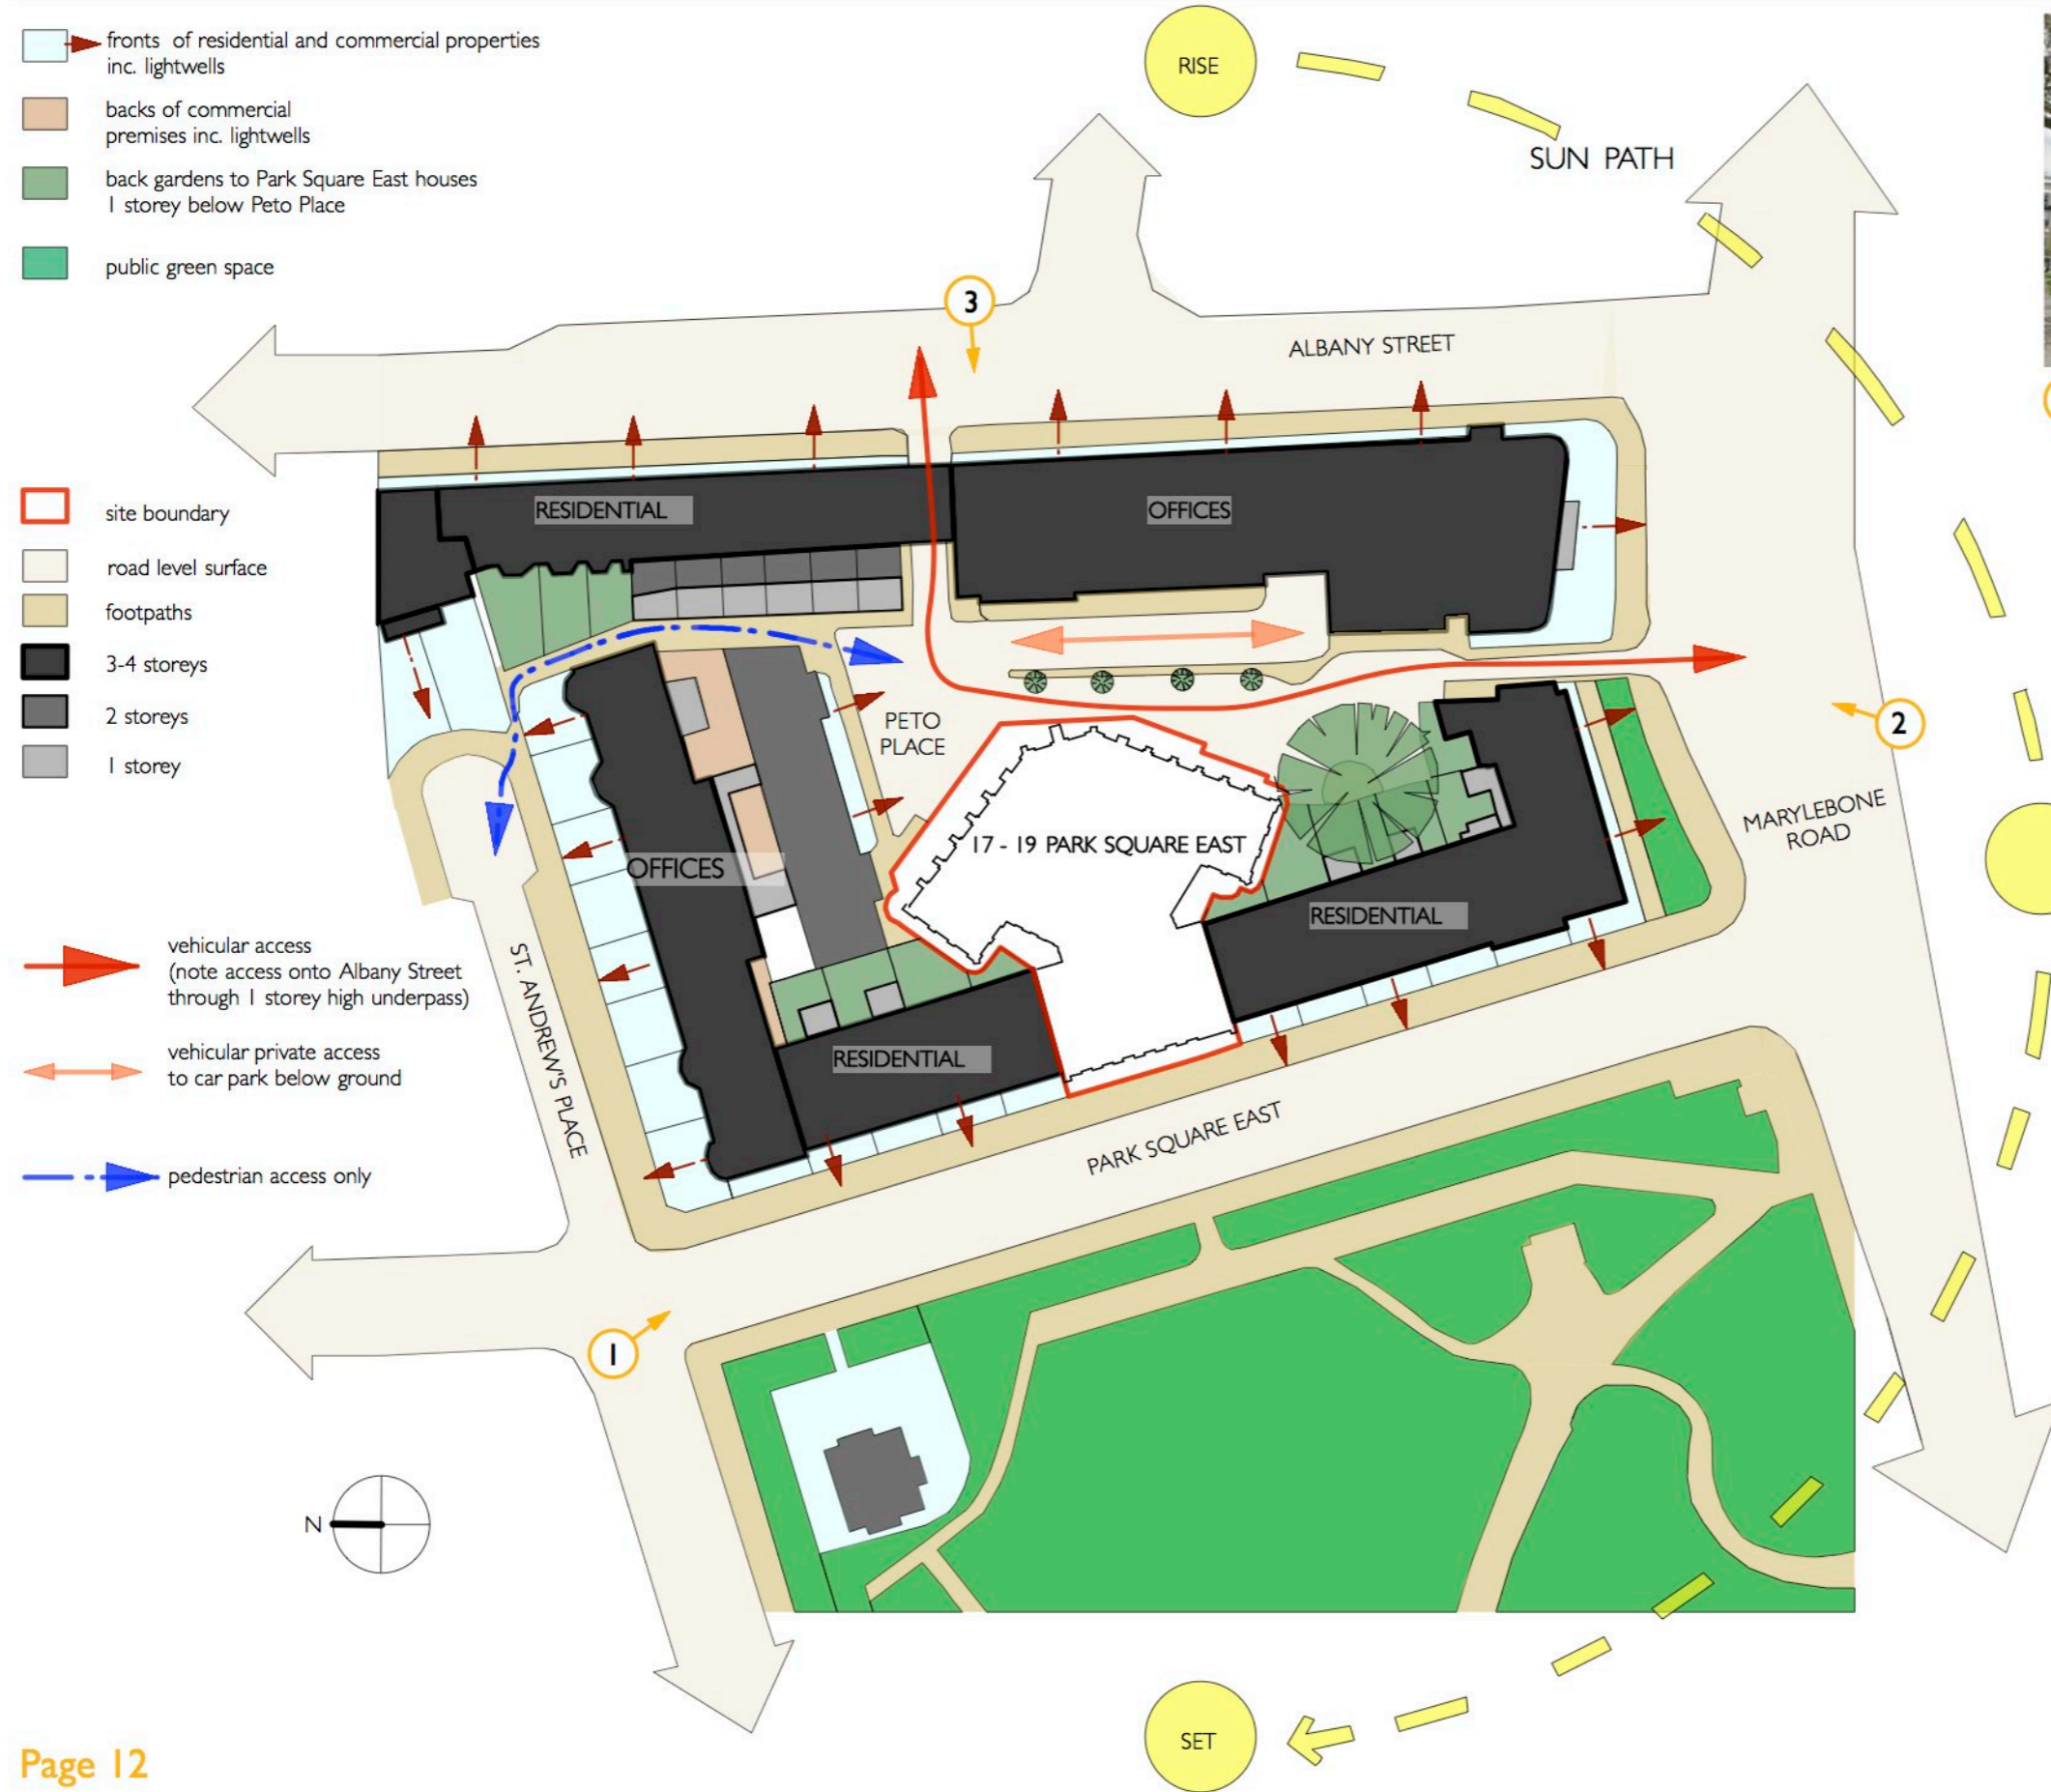 fronts of residential and commercial properties
inc. lightwells
backs of commercial
premises inc. lightwells
back gardens to Park Square East houses
1 storey below Peto Place
public green space
site boundary
road level surface
footpaths
3-4 storeys
2 storeys
1 storey
vehicular access
(note access onto Albany Street
through 1 storey high underpass)
vehicular private access
to car park below ground
pedestrian access only
RISE
SUN PATH
3
ALBANY STREET
RESIDENTIAL
OFFICES
PETO
PLACE
2
17 - 19 PARK SQUARE EAST
MARYLEBONE
ROAD
OFFICES
RESIDENTIAL
ST. ANDREW'S PLACE
RESIDENTIAL
PARK SQUARE EAST
1
N
SET
Page 12